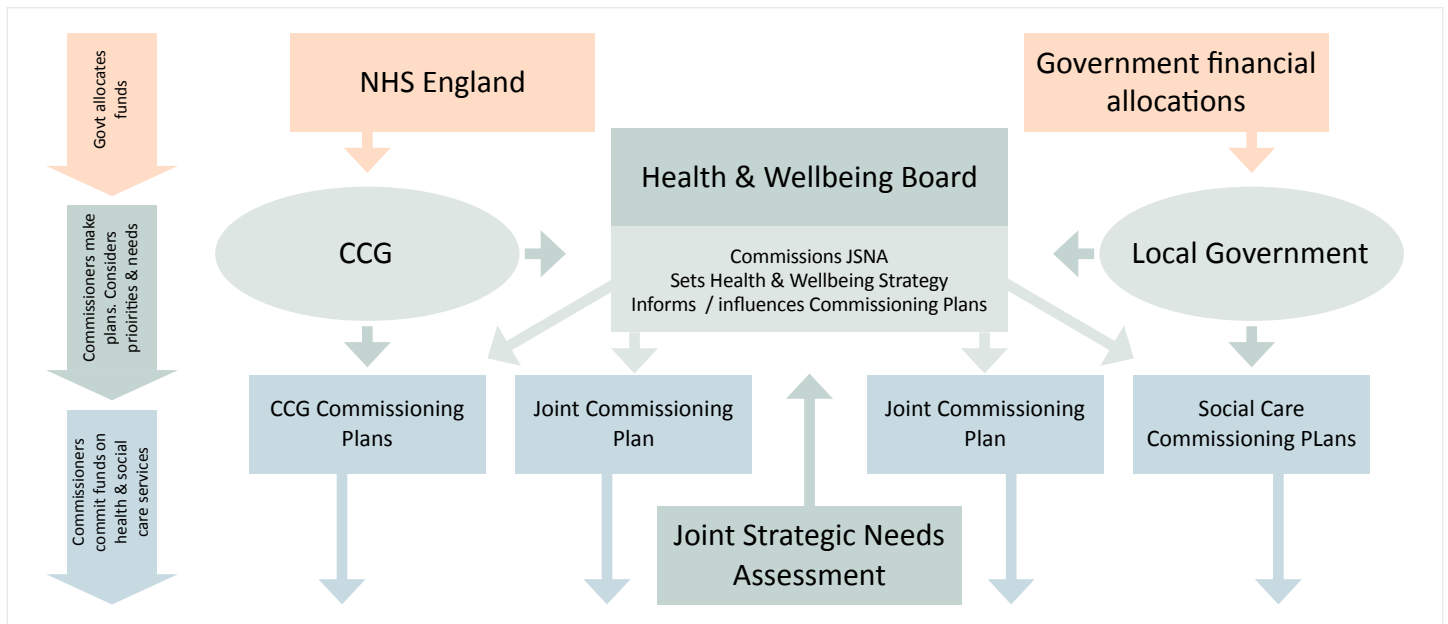 Govt allocates
funds
NHS England
Government financial
allocations
Health & Wellbeing Board
Commissioners make
plans. Considers
prioirities & needs
CCG
Commissions JSNA
Sets Health & Wellbeing Strategy
Informs / influences Commissioning Plans
Local Government
Commissioners
commit funds on
health & social
care services
CCG Commissioning
Plans
Joint Commissioning
Plan
Joint Commissioning
Plan
Social Care
Commissioning PLans
Joint Strategic Needs
Assessment